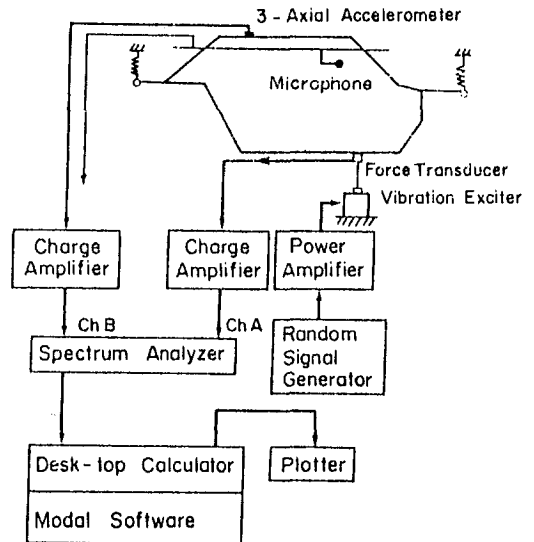 3-Axial Accelerometer
Microphone
Force Transducer
Vibration Exciter
Charge
Amplifier
Charge
Amplifier
Power
Amplifier
Ch B
Ch A
Spectrum Analyzer
Random
Signal
Generator
Desk-top Calculator
Plotter
Modal Software